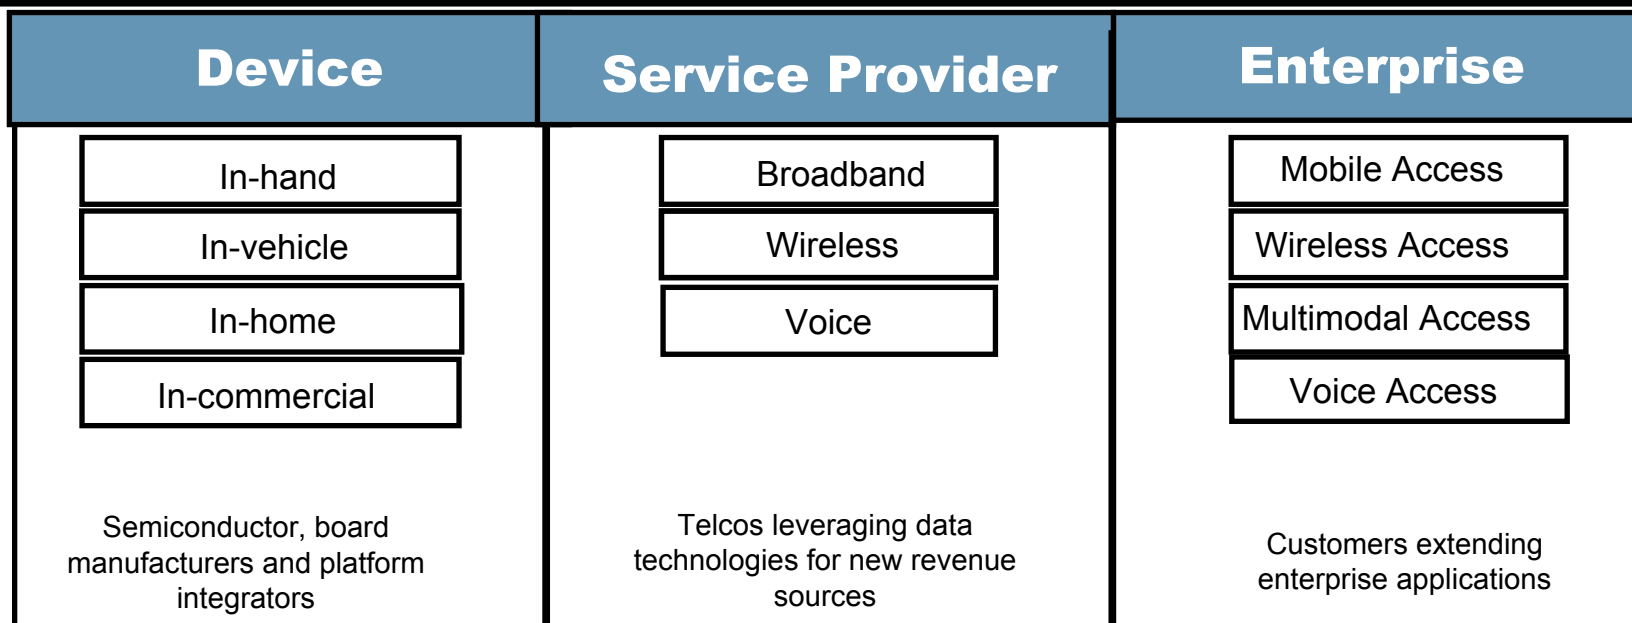 Device
In-hand
In-vehicle
In-home
In-commercial
Semiconductor, board
manufacturers and platform
integrators
Service Provider
Broadband
Wireless
Voice
Telcos leveraging data
technologies for new revenue
sources
Enterprise
Mobile Access
Wireless Access
Multimodal Access
Voice Access
Customers extending
enterprise applications